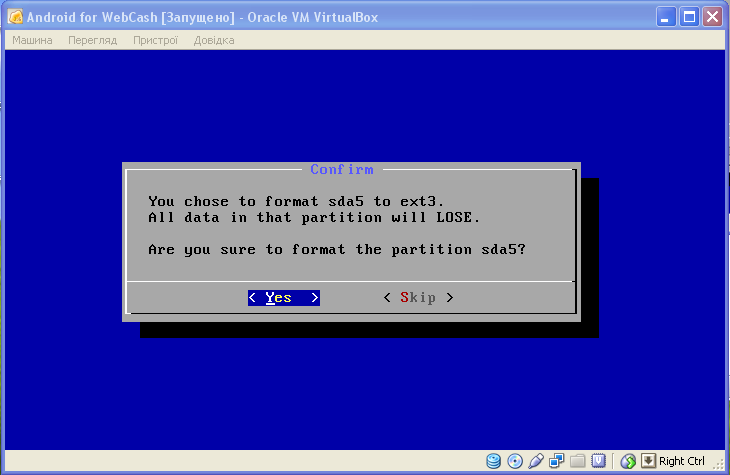 Android for WebCash [Запущено] - Oracle VM VirtualBox
Машина Перегляд Пристрої Довідка
Confirm
You chose to format sda5 to ext3.
All data in that partition will LOSE.
Are you sure to format the partition sda5?
< Yes > < Skip >
Right Ctrl